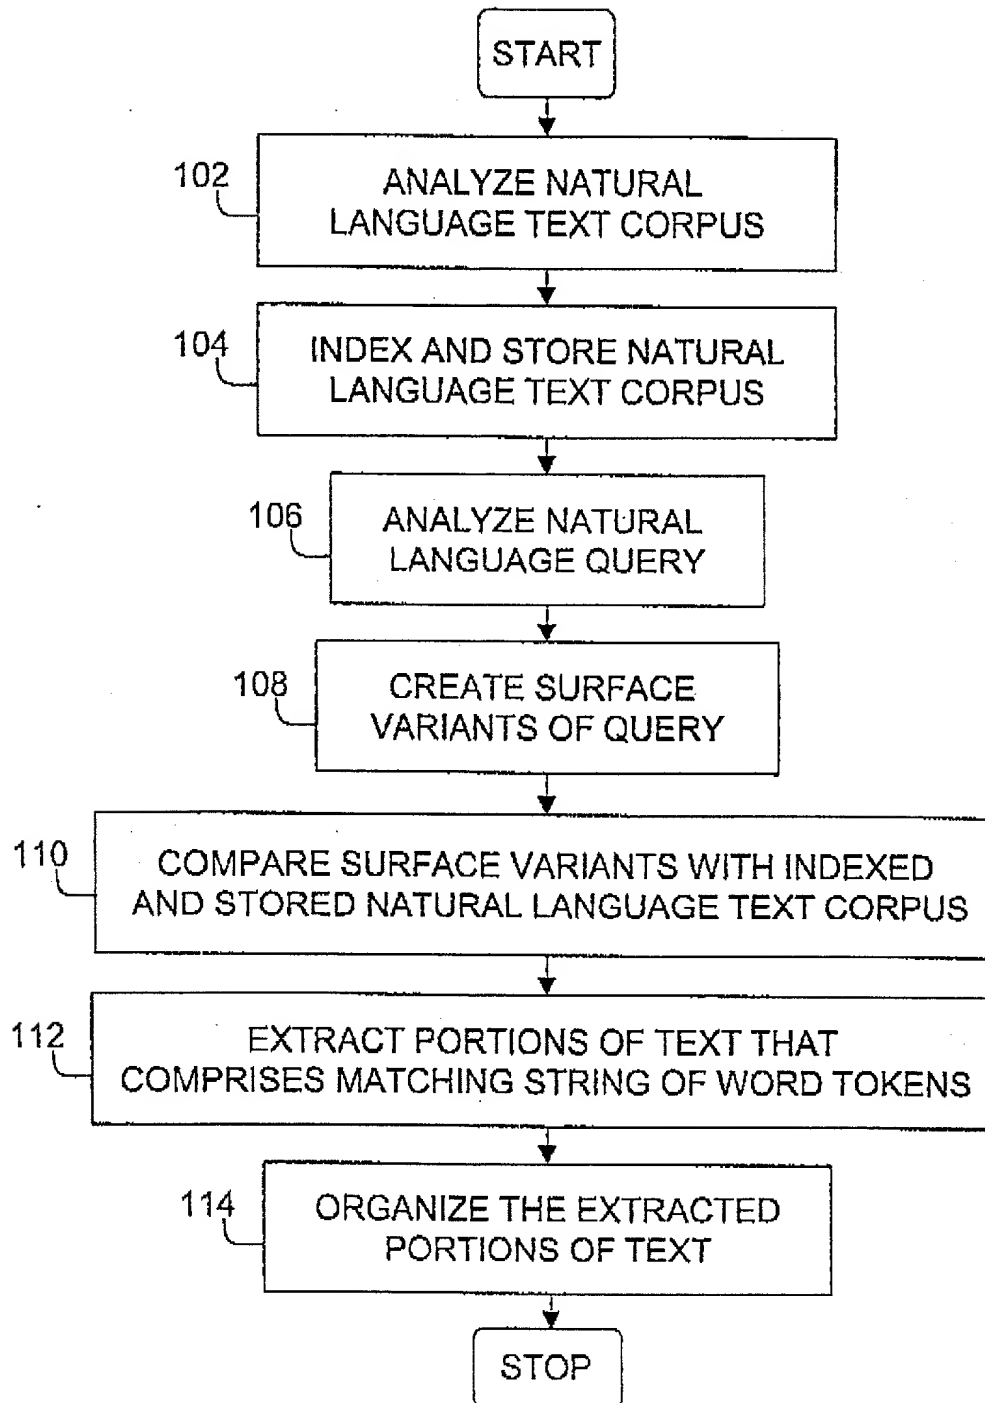 START
102
ANALYZE NATURAL
LANGUAGE TEXT CORPUS
104
INDEX AND STORE NATURAL
LANGUAGE TEXT CORPUS
106
ANALYZE NATURAL
LANGUAGE QUERY
108
CREATE SURFACE
VARIANTS OF QUERY
110
COMPARE SURFACE VARIANTS WITH INDEXED
AND STORED NATURAL LANGUAGE TEXT CORPUS
112
EXTRACT PORTIONS OF TEXT THAT
COMPRISES MATCHING STRING OF WORD TOKENS
114
ORGANIZE THE EXTRACTED
PORTIONS OF TEXT
STOP